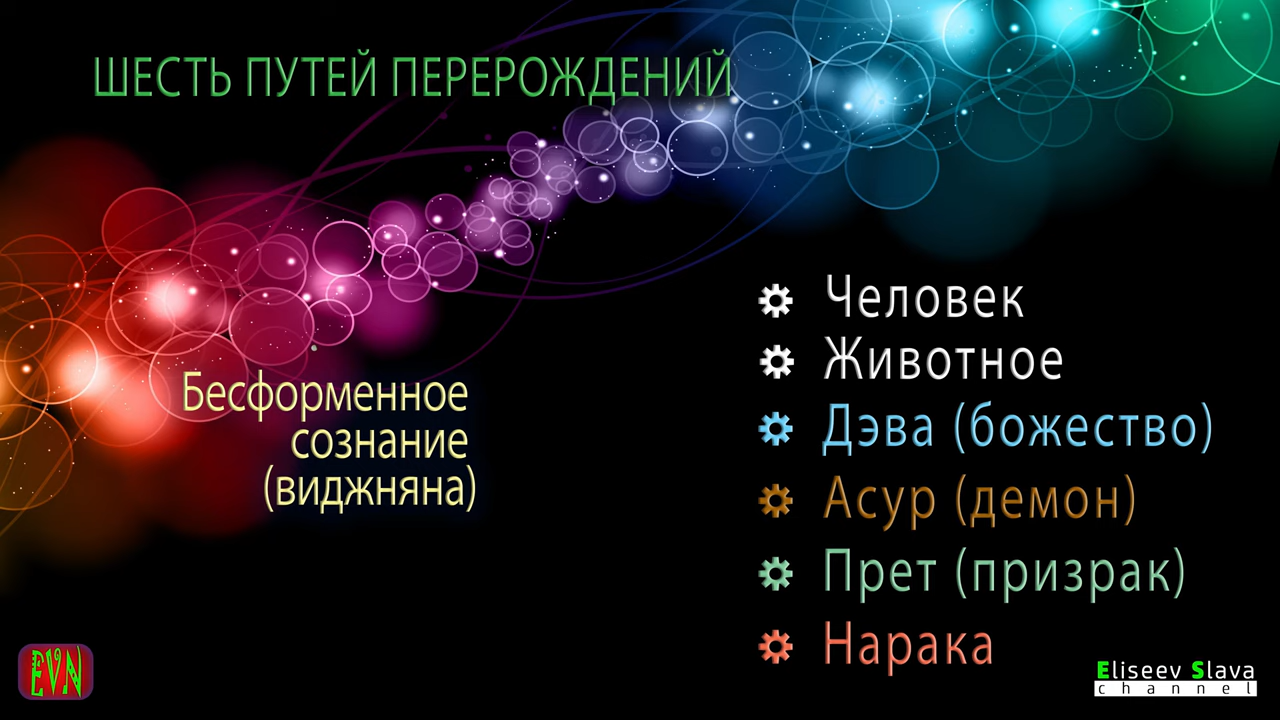 ШЕСТЬ ПУТЕЙ ПЕРЕРОЖДЕНИЙ
Бесформенное
сознание
(виджняна)
Человек
Животное
Дэва (божество)
Асур (демон)
Прет (призрак)
Нарака
EVN
Eliseev Slava
channel